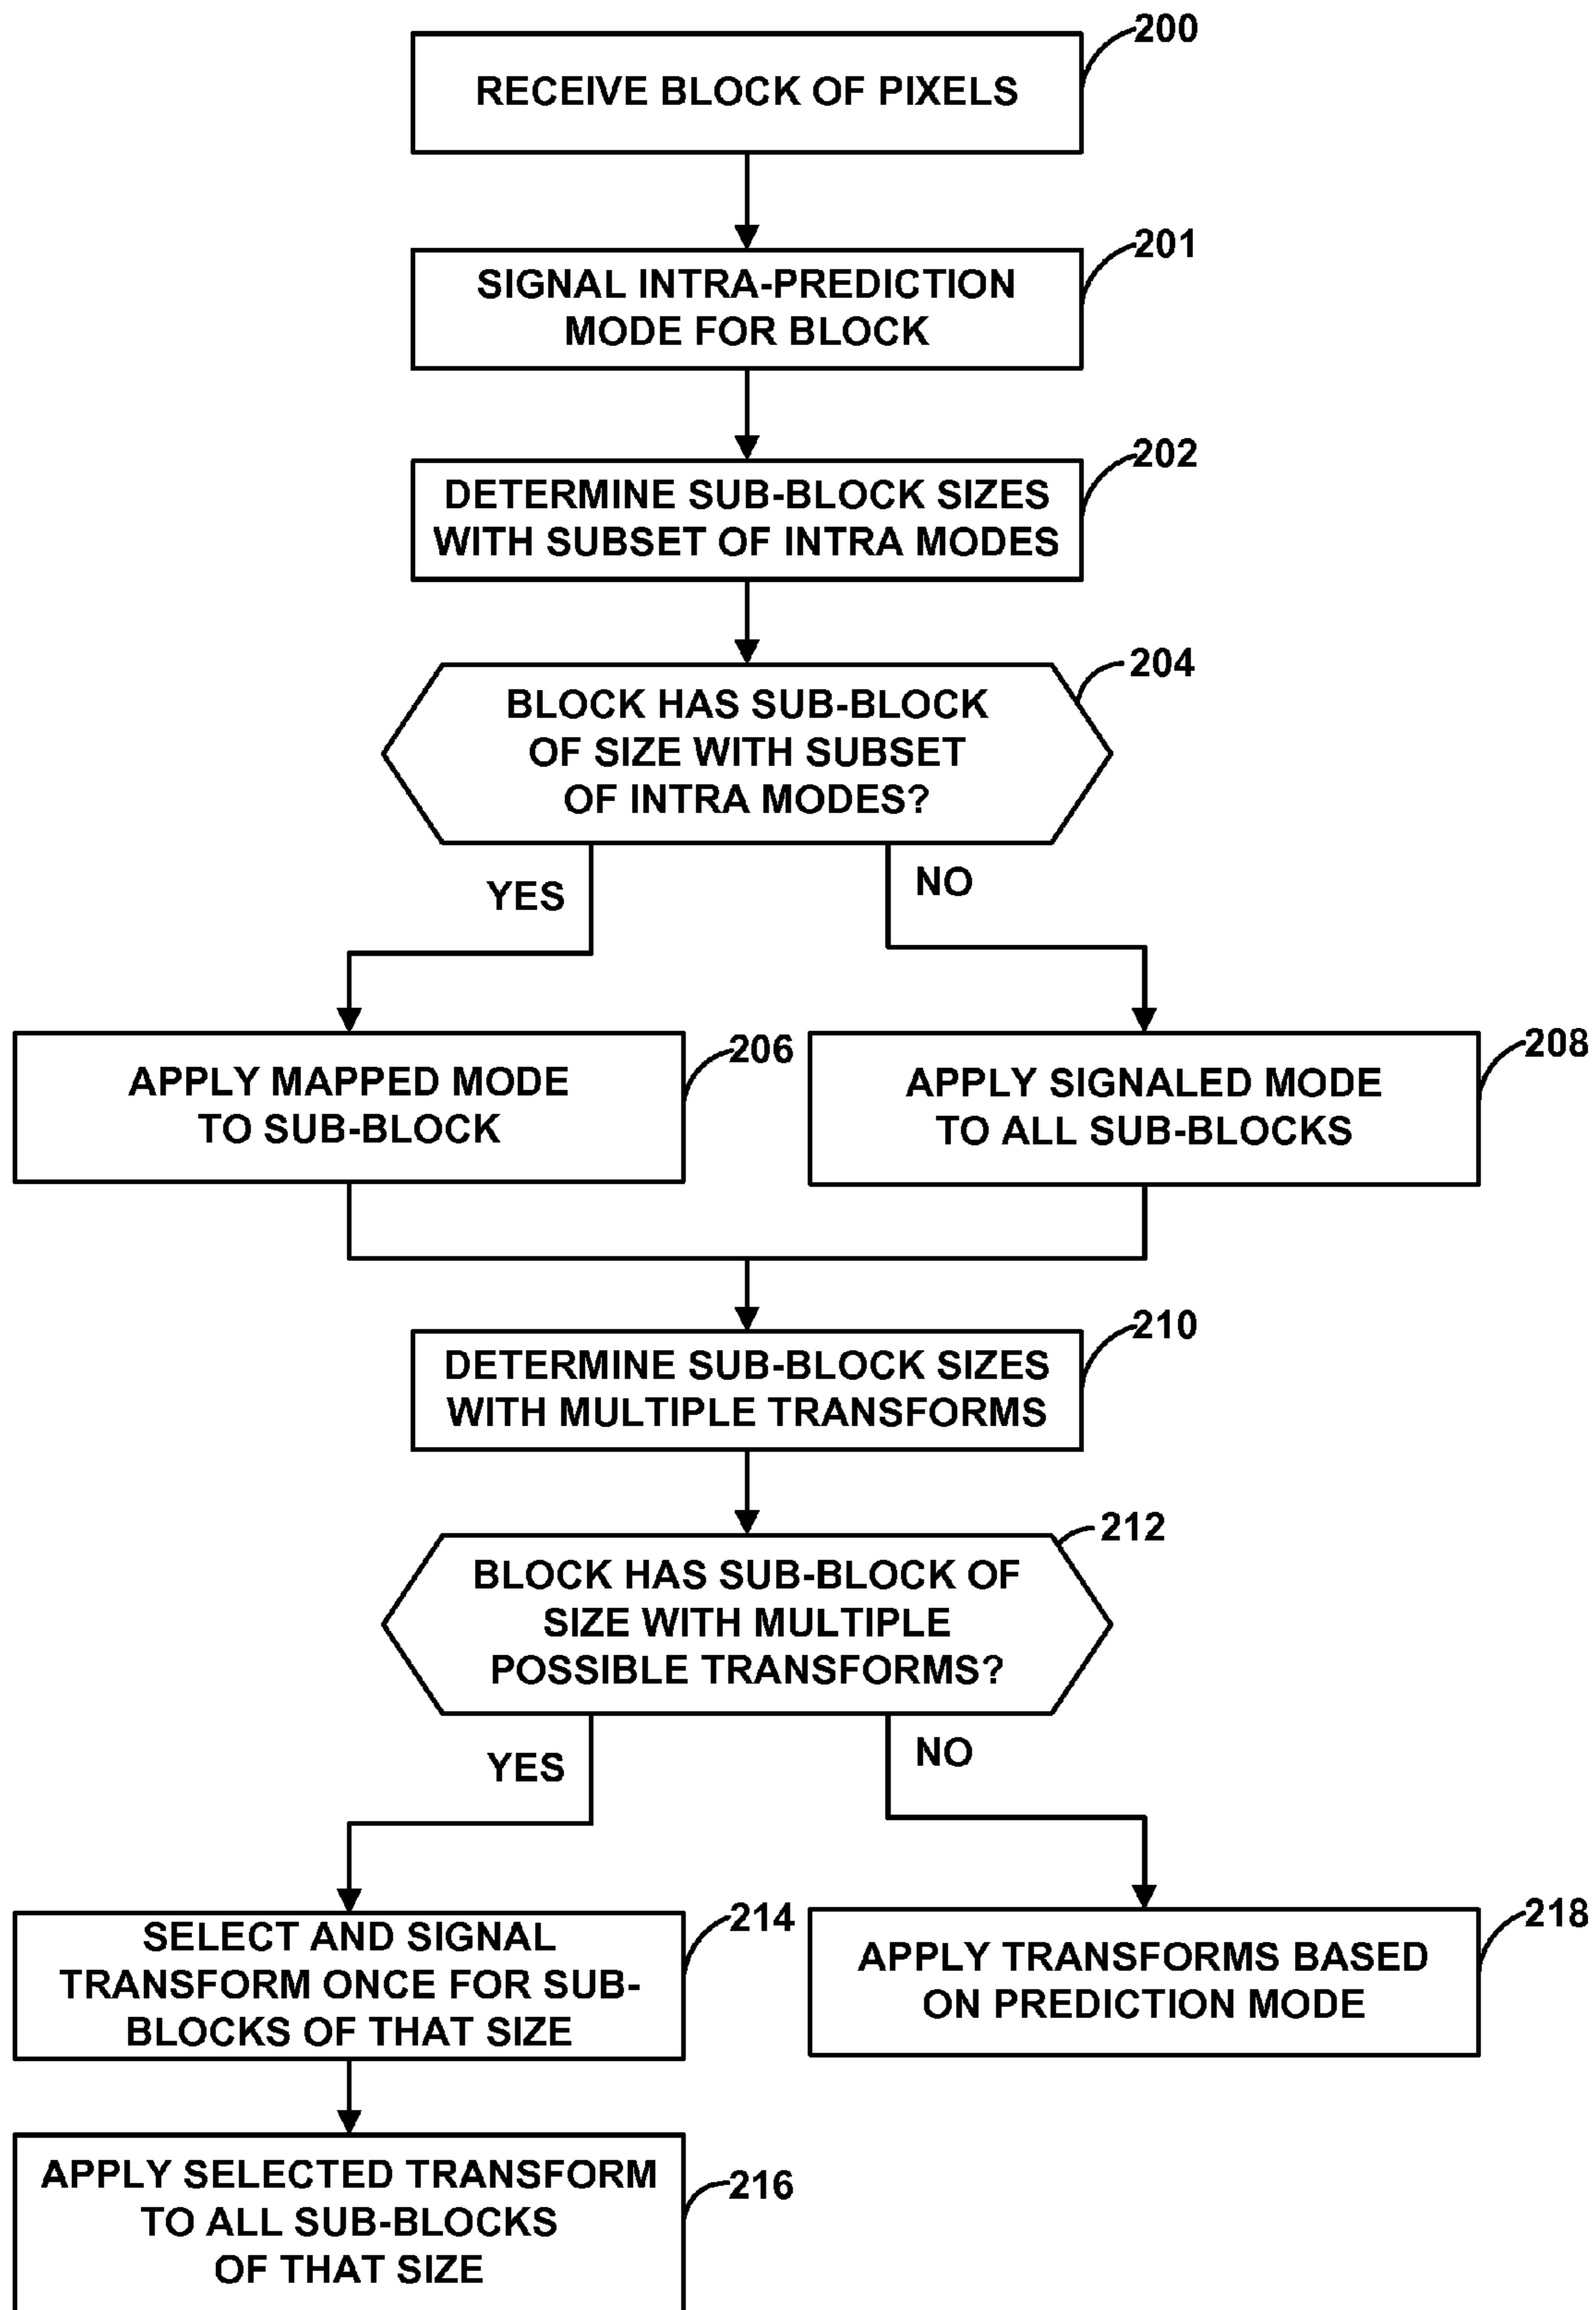 200
RECEIVE BLOCK OF PIXELS
201
SIGNAL INTRA-PREDICTION
MODE FOR BLOCK
202
DETERMINE SUB-BLOCK SIZES
WITH SUBSET OF INTRA MODES
204
BLOCK HAS SUB-BLOCK
OF SIZE WITH SUBSET
OF INTRA MODES?
YES
NO
206
APPLY MAPPED MODE
TO SUB-BLOCK
208
APPLY SIGNALED MODE
TO ALL SUB-BLOCKS
210
DETERMINE SUB-BLOCK SIZES
WITH MULTIPLE TRANSFORMS
212
BLOCK HAS SUB-BLOCK OF
SIZE WITH MULTIPLE
POSSIBLE TRANSFORMS?
YES
NO
214
SELECT AND SIGNAL
TRANSFORM ONCE FOR SUB-
BLOCKS OF THAT SIZE
218
APPLY TRANSFORMS BASED
ON PREDICTION MODE
216
APPLY SELECTED TRANSFORM
TO ALL SUB-BLOCKS
OF THAT SIZE